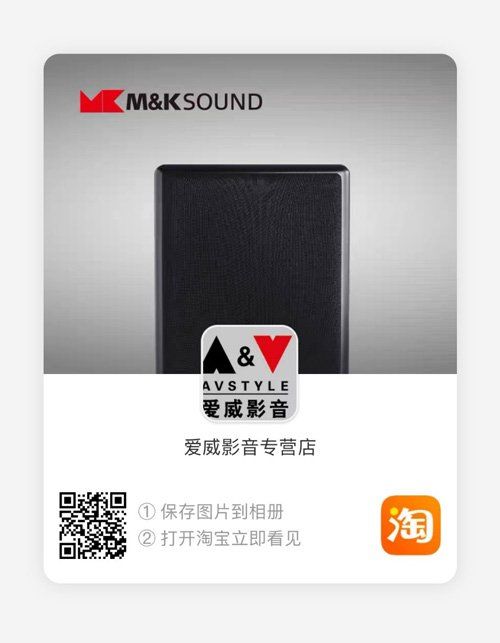 M&K SOUND
A&V
AVSTYLE
爱威影音
爱威影音专营店
① 保存图片到相册
② 打开淘宝立即看见
淘